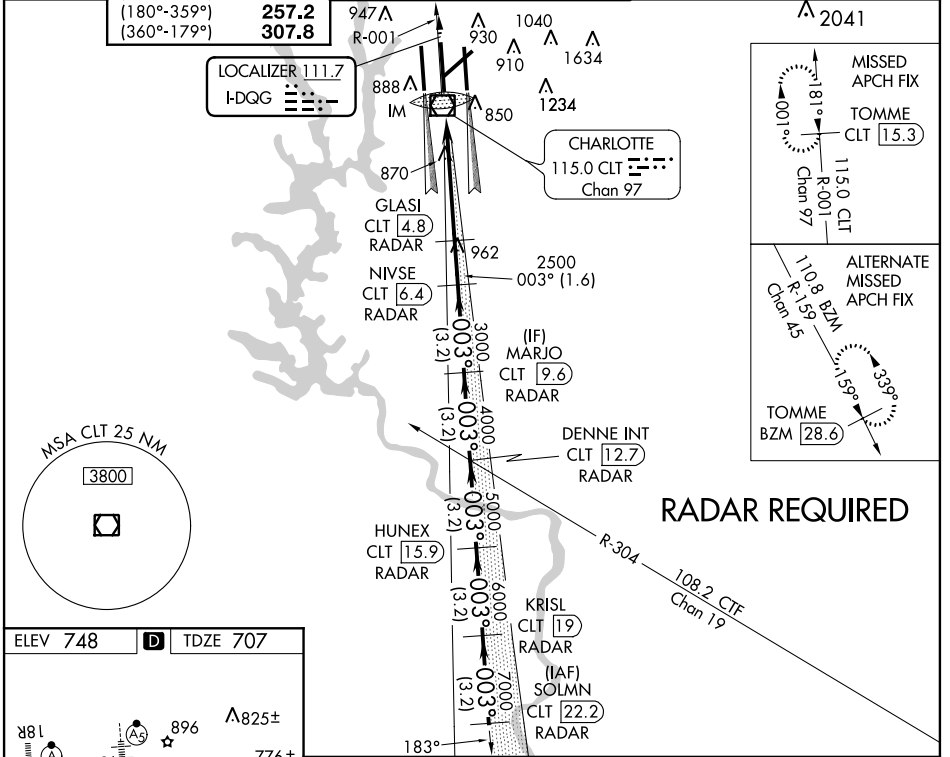 (180°-359°) 257.2
(360°-179°) 307.8
LOCALIZER 111.7
I-DQG
947
R-001
930
1040
910
1634
888
IM
850
1234
2041
CHARLOTTE
115.0 CLT
Chan 97
870
GLASI
CLT 4.8
RADAR
962
NIVSE
CLT 6.4
RADAR
2500
003° (1.6)
003°
3000
(3.2)
(IF)
MARJO
CLT 9.6
RADAR
003°
4000
(3.2)
DENNE INT
CLT 12.7
RADAR
003°
5000
(3.2)
HUNEX
CLT 15.9
RADAR
003°
6000
(3.2)
KRISL
CLT 19
RADAR
003°
7000
(3.2)
(IAF)
SOLMN
CLT 22.2
RADAR
183°
R-304
108.2 CTF
Chan 19
RADAR REQUIRED
MISSED
APCH FIX
TOMME
CLT 15.3
181°
001°
115.0 CLT
R-001
Chan 97
ALTERNATE
MISSED
APCH FIX
110.8 BZM
R-159
Chan 45
159°
339°
TOMME
BZM 28.6
MSA CLT 25 NM
3800
ELEV 748 D TDZE 707
18R
A
A5
896
825±
776±